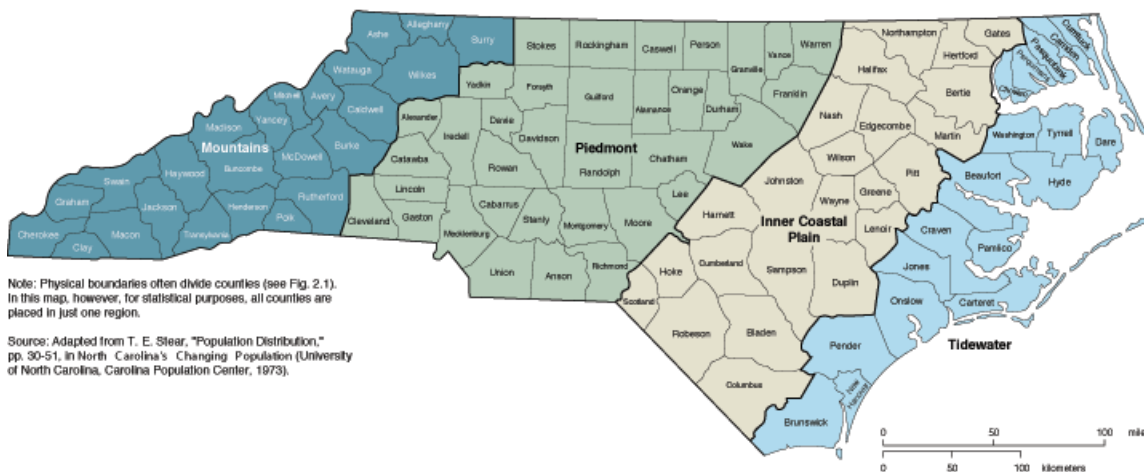 Ashe
Alleghany
Surry
Watauga
Wilkes
Mitchell
Avery
Caldwell
Yancey
Madison
Mountains
Burke
McDowell
Buncombe
Haywood
Swain
Rutherford
Graham
Jackson
Henderson
Polk
Cherokee
Macon
Transylvania
Clay
Stokes
Rockingham
Caswell
Person
Granville
Vance
Warren
Yadkin
Forsyth
Guilford
Alamance
Orange
Durham
Franklin
Alexander
Iredell
Davie
Davidson
Piedmont
Wake
Catawba
Rowan
Randolph
Chatham
Lincoln
Lee
Cleveland
Gaston
Cabarrus
Stanly
Montgomery
Moore
Mecklenburg
Union
Anson
Richmond
Northampton
Gates
Hertford
Halifax
Bertie
Nash
Edgecombe
Martin
Wilson
Pitt
Johnston
Greene
Wayne
Harnett
Inner Coastal
Plain
Lenoir
Hoke
Cumberland
Sampson
Duplin
Scotland
Robeson
Bladen
Columbus
Currituck
Camden
Pasquotank
Perquimans
Chowan
Washington
Tyrrell
Dare
Beaufort
Hyde
Craven
Pamlico
Jones
Onslow
Carteret
Pender
Tidewater
New
Hanover
Brunswick
Note: Physical boundaries often divide counties (see Fig. 2.1).
In this map, however, for statistical purposes, all counties are
placed in just one region.
Source: Adapted from T. E. Stear, "Population Distribution,"
pp. 30-51, in North Carolina's Changing Population (University
of North Carolina, Carolina Population Center, 1973).
0 50 100 mile
0 50 100
kilometers